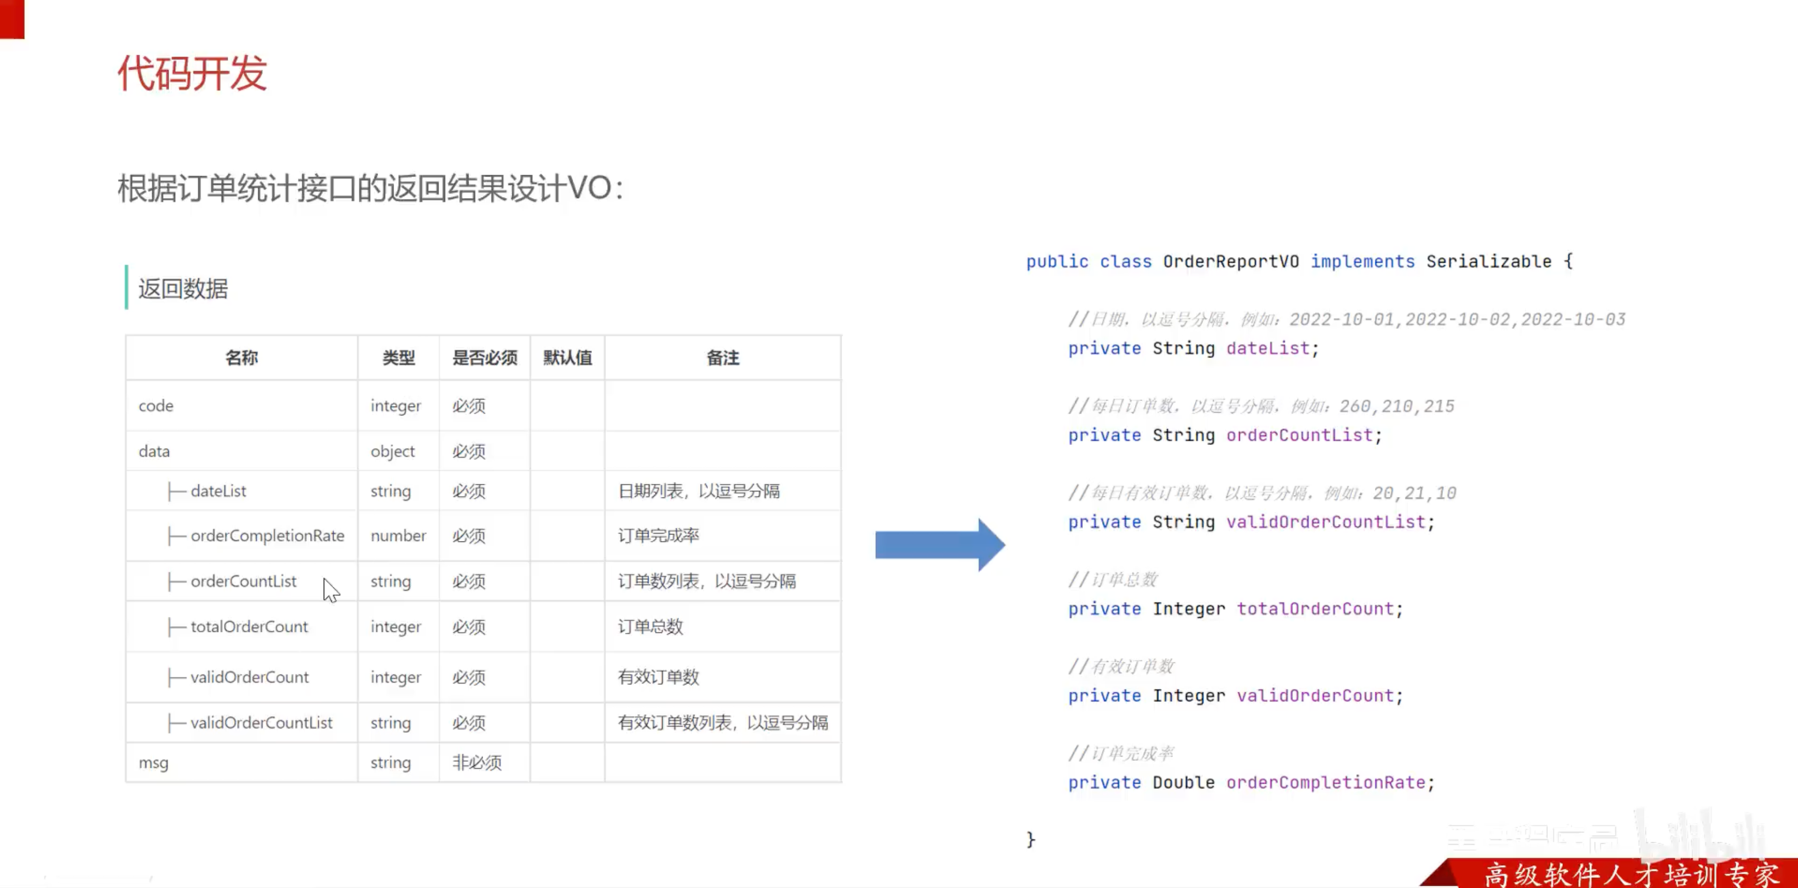 代码开发
根据订单统计接口的返回结果设计VO：
返回数据
名称 类型 是否必须 默认值 备注
code integer 必须
data object 必须
├─ dateList string 必须 日期列表，以逗号分隔
├─ orderCompletionRate number 必须 订单完成率
├─ orderCountList string 必须 订单数列表，以逗号分隔
├─ totalOrderCount integer 必须 订单总数
├─ validOrderCount integer 必须 有效订单数
├─ validOrderCountList string 必须 有效订单数列表，以逗号分隔
msg string 非必须
public class OrderReportVO implements Serializable {
//日期，以逗号分隔，例如：2022-10-01,2022-10-02,2022-10-03
private String dateList;
//每日订单数，以逗号分隔，例如：260,210,215
private String orderCountList;
//每日有效订单数，以逗号分隔，例如：20,21,10
private String validOrderCountList;
//订单总数
private Integer totalOrderCount;
//有效订单数
private Integer validOrderCount;
//订单完成率
private Double orderCompletionRate;
}
bilibili
高级软件人才培训专家